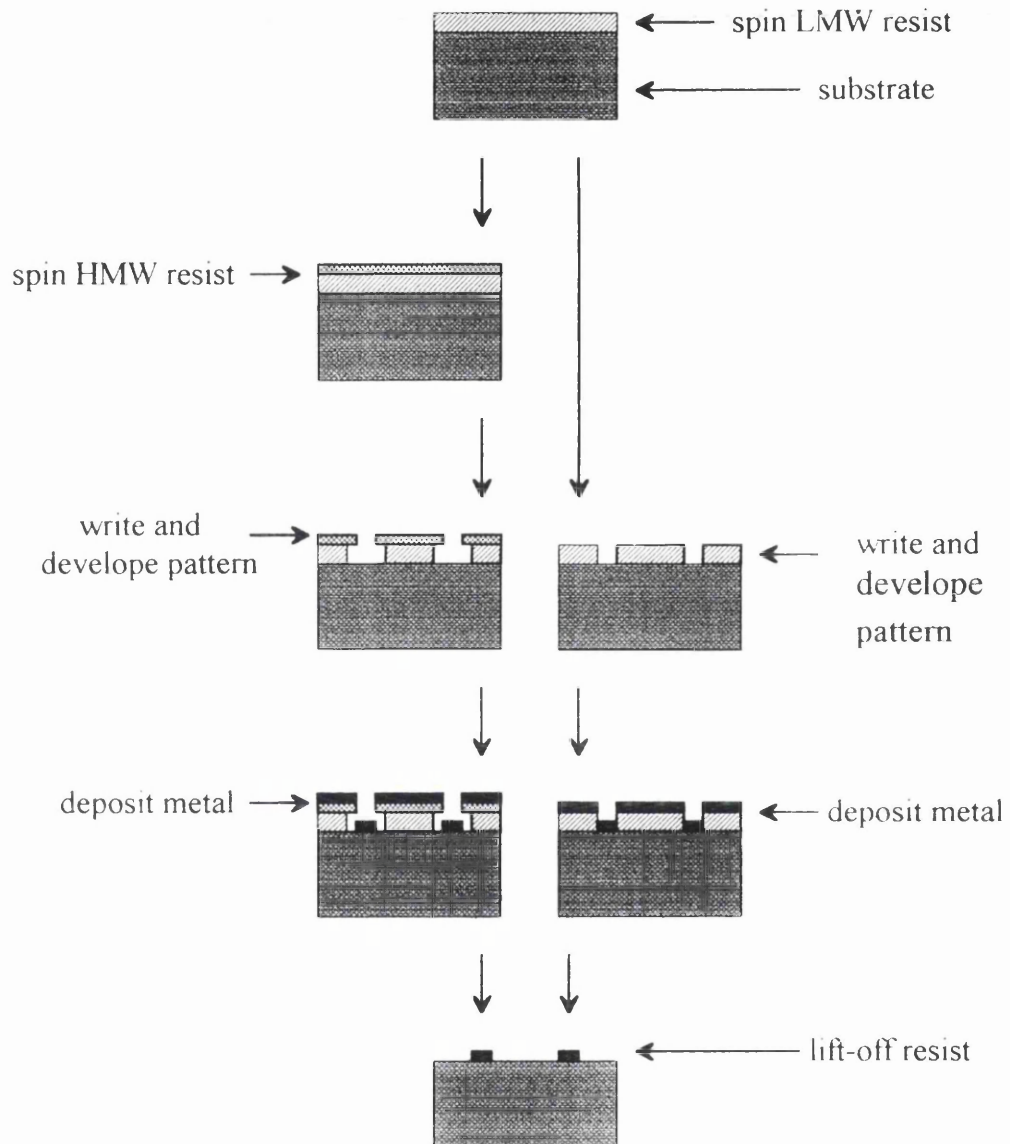 spin LMW resist
substrate
spin HMW resist
write and
develope pattern
write and
develope
pattern
deposit metal
deposit metal
lift-off resist